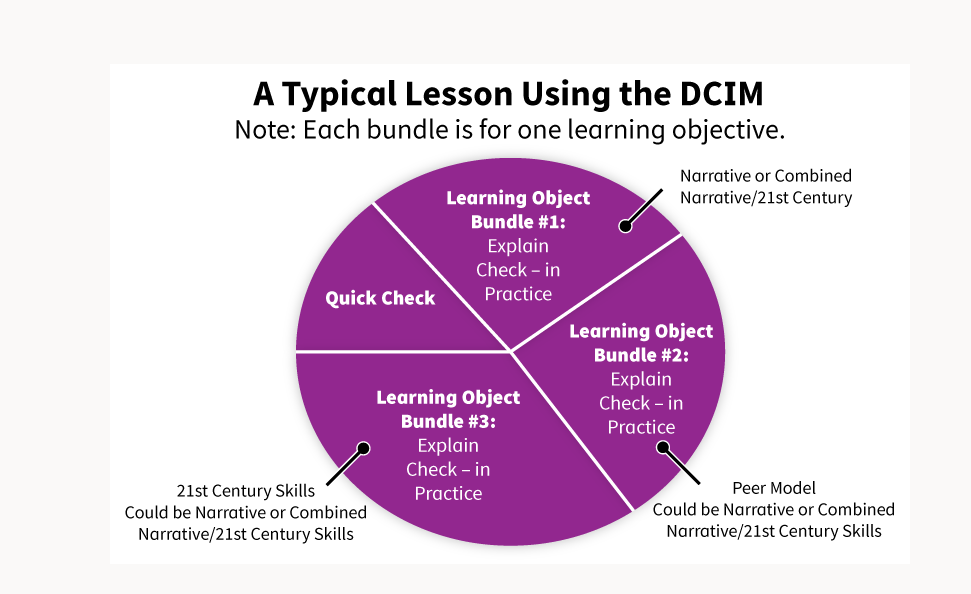 A Typical Lesson Using the DCIM
Note: Each bundle is for one learning objective.
Narrative or Combined
Narrative/21st Century
Learning Object
Bundle #1:
Explain
Check – in
Practice
Quick Check
Learning Object
Bundle #2:
Explain
Check – in
Practice
Learning Object
Bundle #3:
Explain
Check – in
Practice
21st Century Skills
Could be Narrative or Combined
Narrative/21st Century Skills
Peer Model
Could be Narrative or Combined
Narrative/21st Century Skills